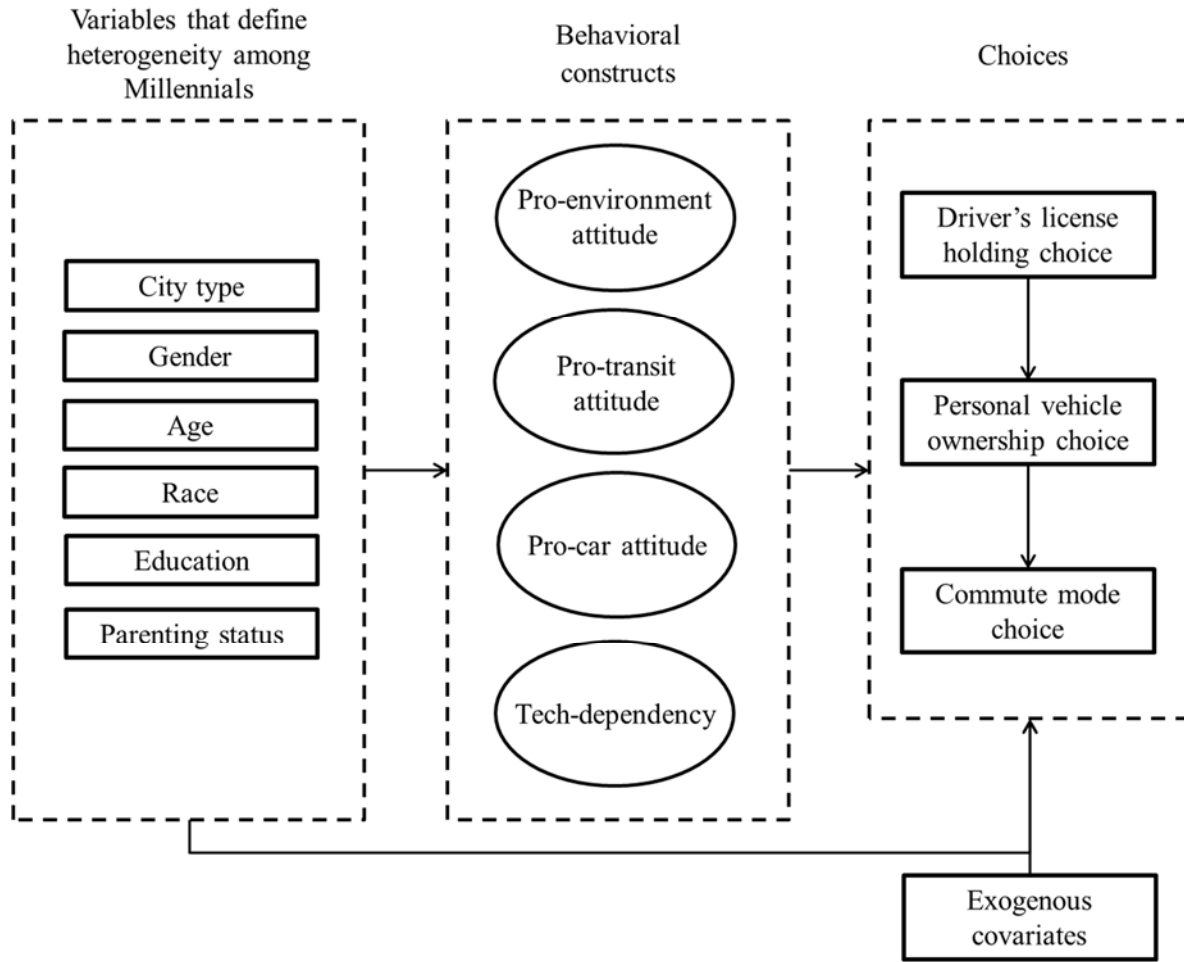 Variables that define
heterogeneity among
Millennials
City type
Gender
Age
Race
Education
Parenting status
Behavioral
constructs
Pro-environment
attitude
Pro-transit
attitude
Pro-car attitude
Tech-dependency
Choices
Driver's license
holding choice
Personal vehicle
ownership choice
Commute mode
choice
Exogenous
covariates